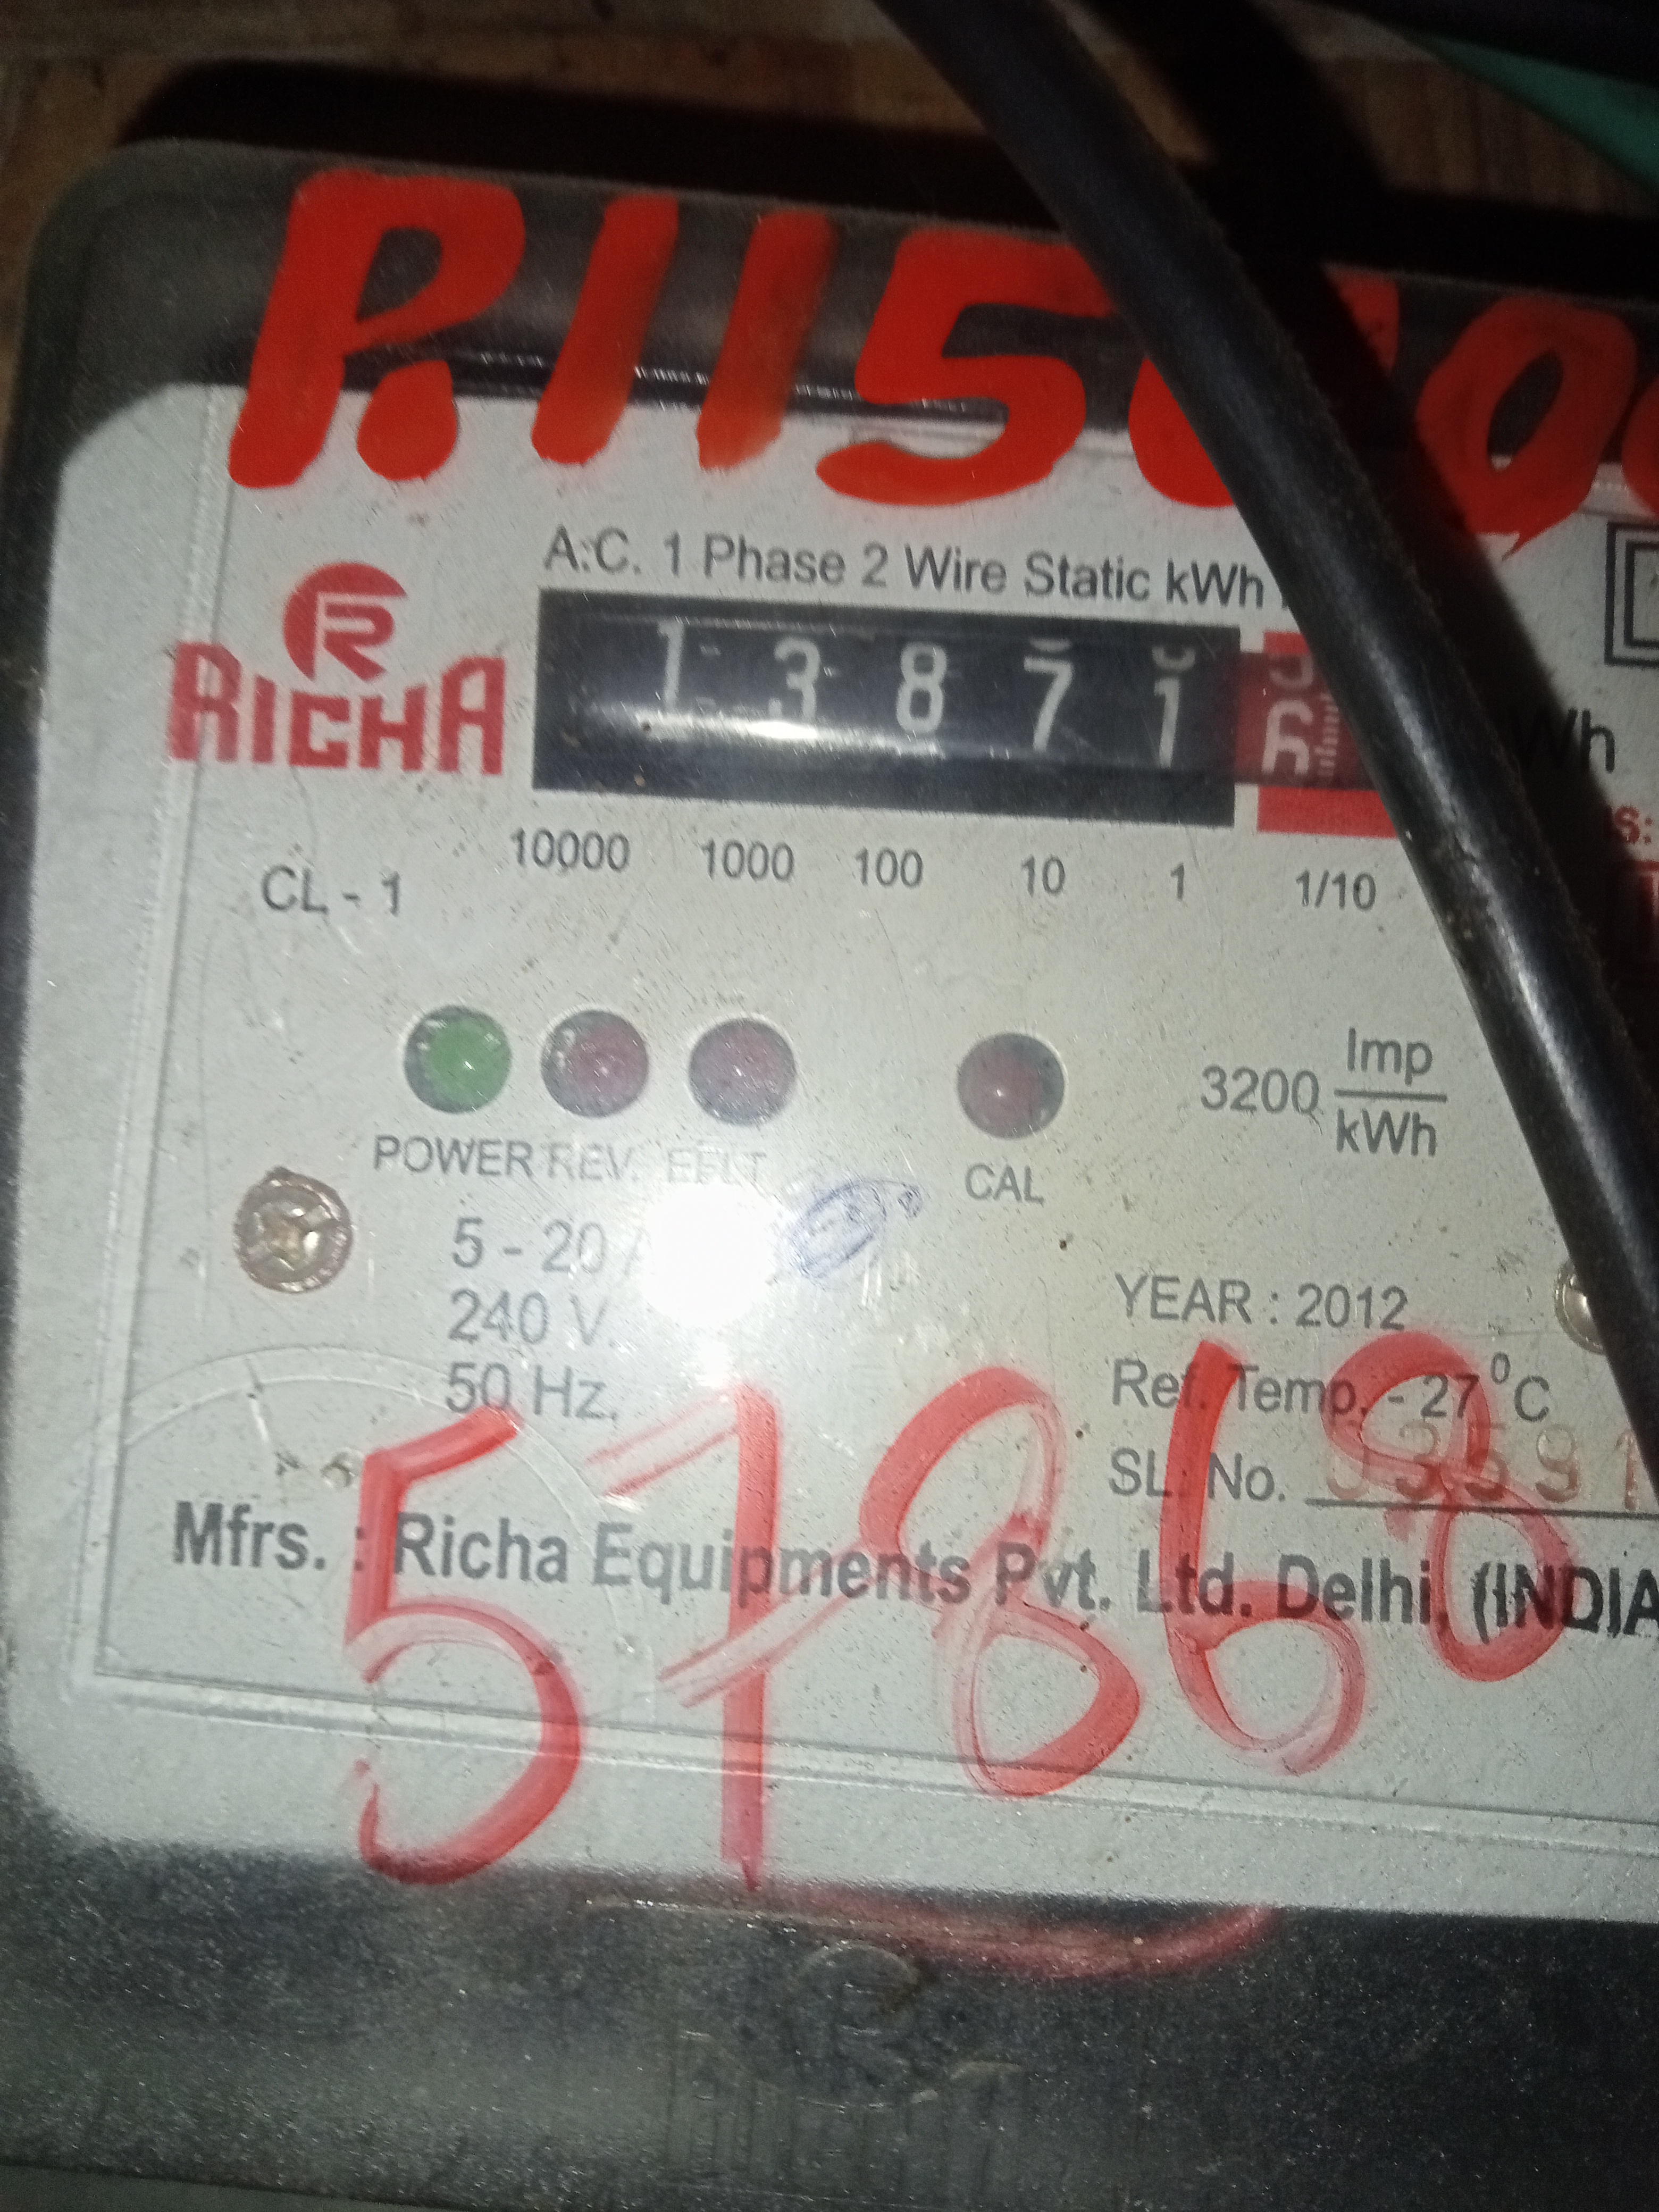 P.115
A.C. 1 Phase 2 Wire Static kWh
R
RICHA
1 3 8 7 1
Wh
10000 1000 100 10 1 1/10
CL - 1
3200 Imp
kWh
POWER REV. EFLT
CAL
5 - 20
240 V.
50 Hz.
YEAR : 2012
Ref. Temp. - 27°C
SL. No.
57868
Mfrs. : Richa Equipments Pvt. Ltd. Delhi, (INDIA